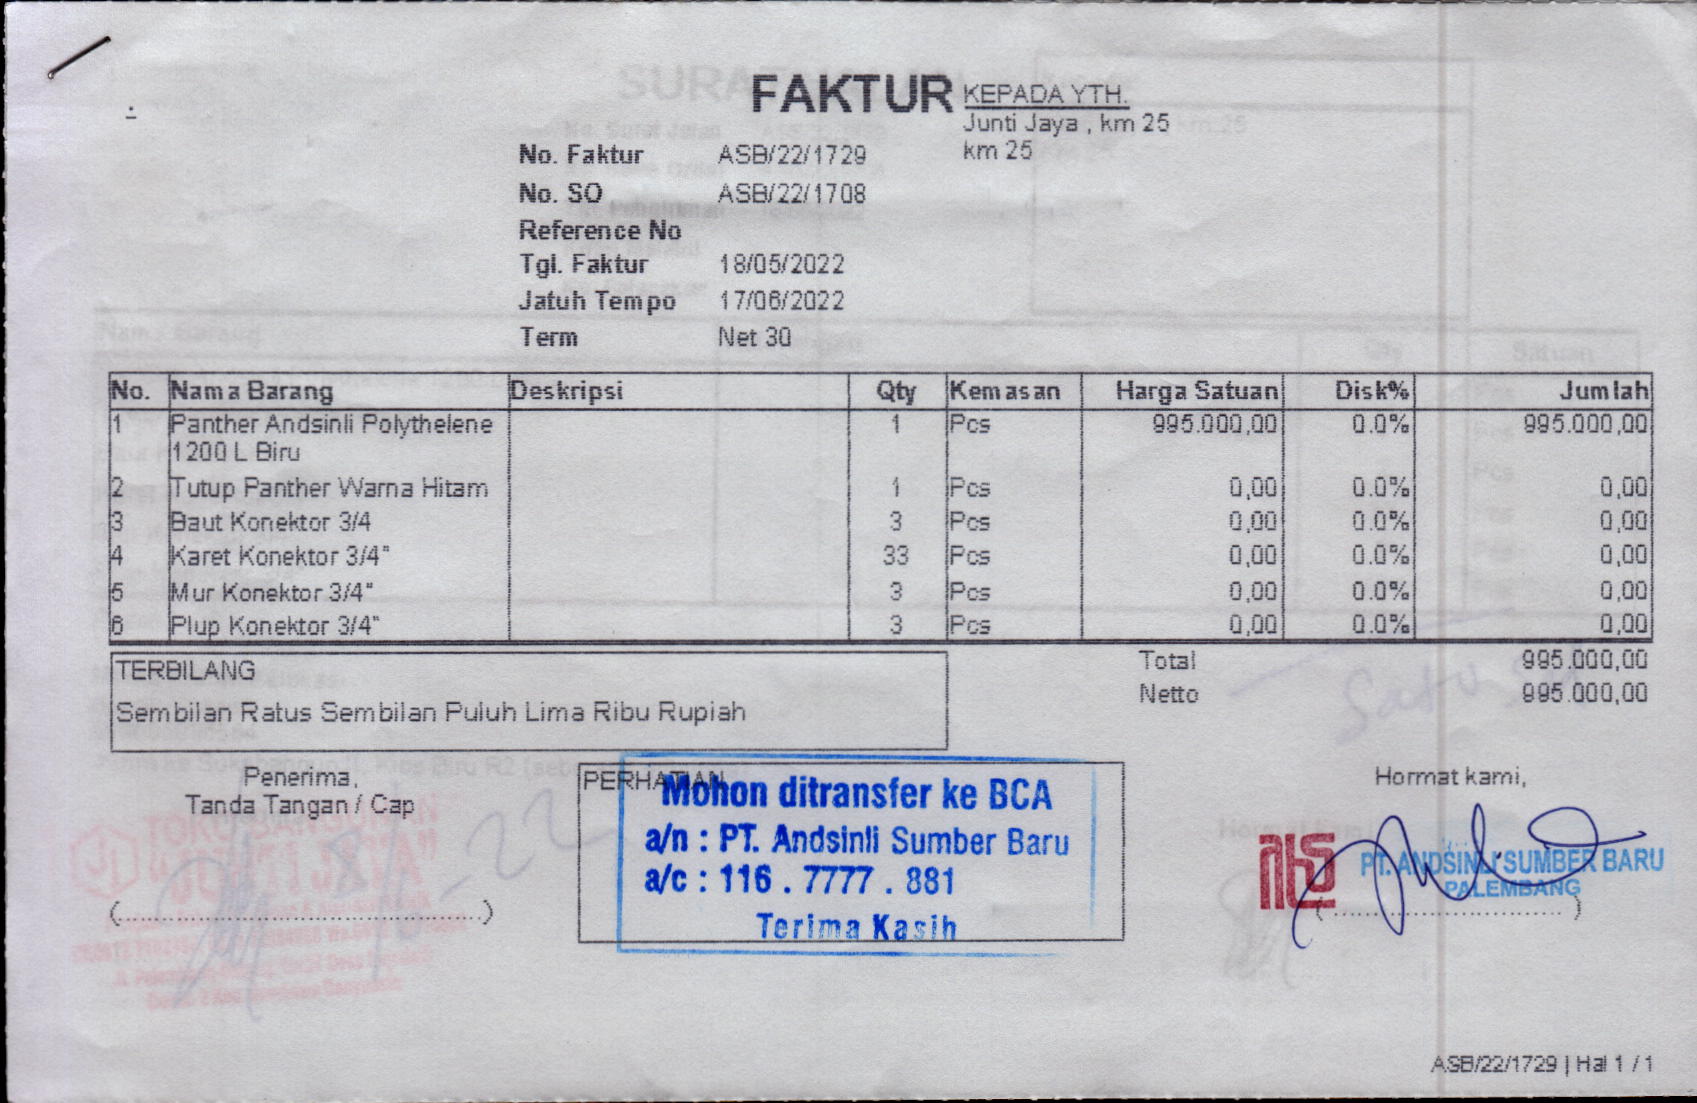 FAKTUR
KEPADA YTH.
Junti Jaya , km 25
km 25
No. Faktur ASB/22/1729
No. SO ASB/22/1708
Reference No
Tgl. Faktur 18/05/2022
Jatuh Tempo 17/06/2022
Term Net 30
No. Nama Barang Deskripsi Qty Kemasan Harga Satuan Disk% Jumlah
1 Panther Andsinli Polythelene 1 Pcs 995.000,00 0.0% 995.000,00
1200 L Biru
2 Tutup Panther Warna Hitam 1 Pcs 0,00 0.0% 0,00
3 Baut Konektor 3/4 3 Pcs 0,00 0.0% 0,00
4 Karet Konektor 3/4" 33 Pcs 0,00 0.0% 0,00
5 Mur Konektor 3/4" 3 Pcs 0,00 0.0% 0,00
6 Plup Konektor 3/4" 3 Pcs 0,00 0.0% 0,00
TERBILANG
Sembilan Ratus Sembilan Puluh Lima Ribu Rupiah
Total 995.000,00
Netto 995.000,00
Penerima,
Tanda Tangan / Cap
PERHATIAN
Mohon ditransfer ke BCA
a/n : PT. Andsinli Sumber Baru
a/c : 116 . 7777 . 881
Terima Kasih
Hormat kami,
PT. ANDSINLI SUMBER BARU
PALEMBANG
ASB/22/1729 | Hal 1 / 1